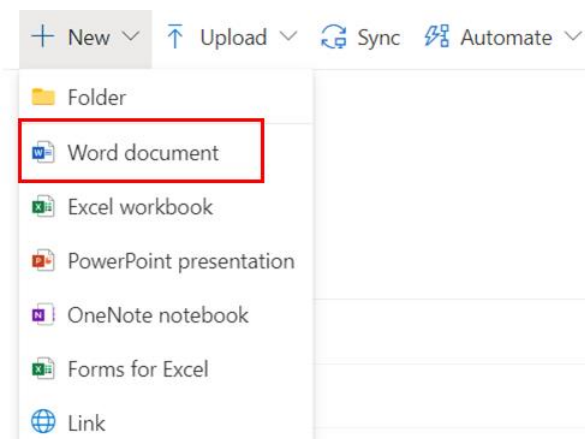 New Upload Sync Automate
Folder
Word document
Excel workbook
PowerPoint presentation
OneNote notebook
Forms for Excel
Link